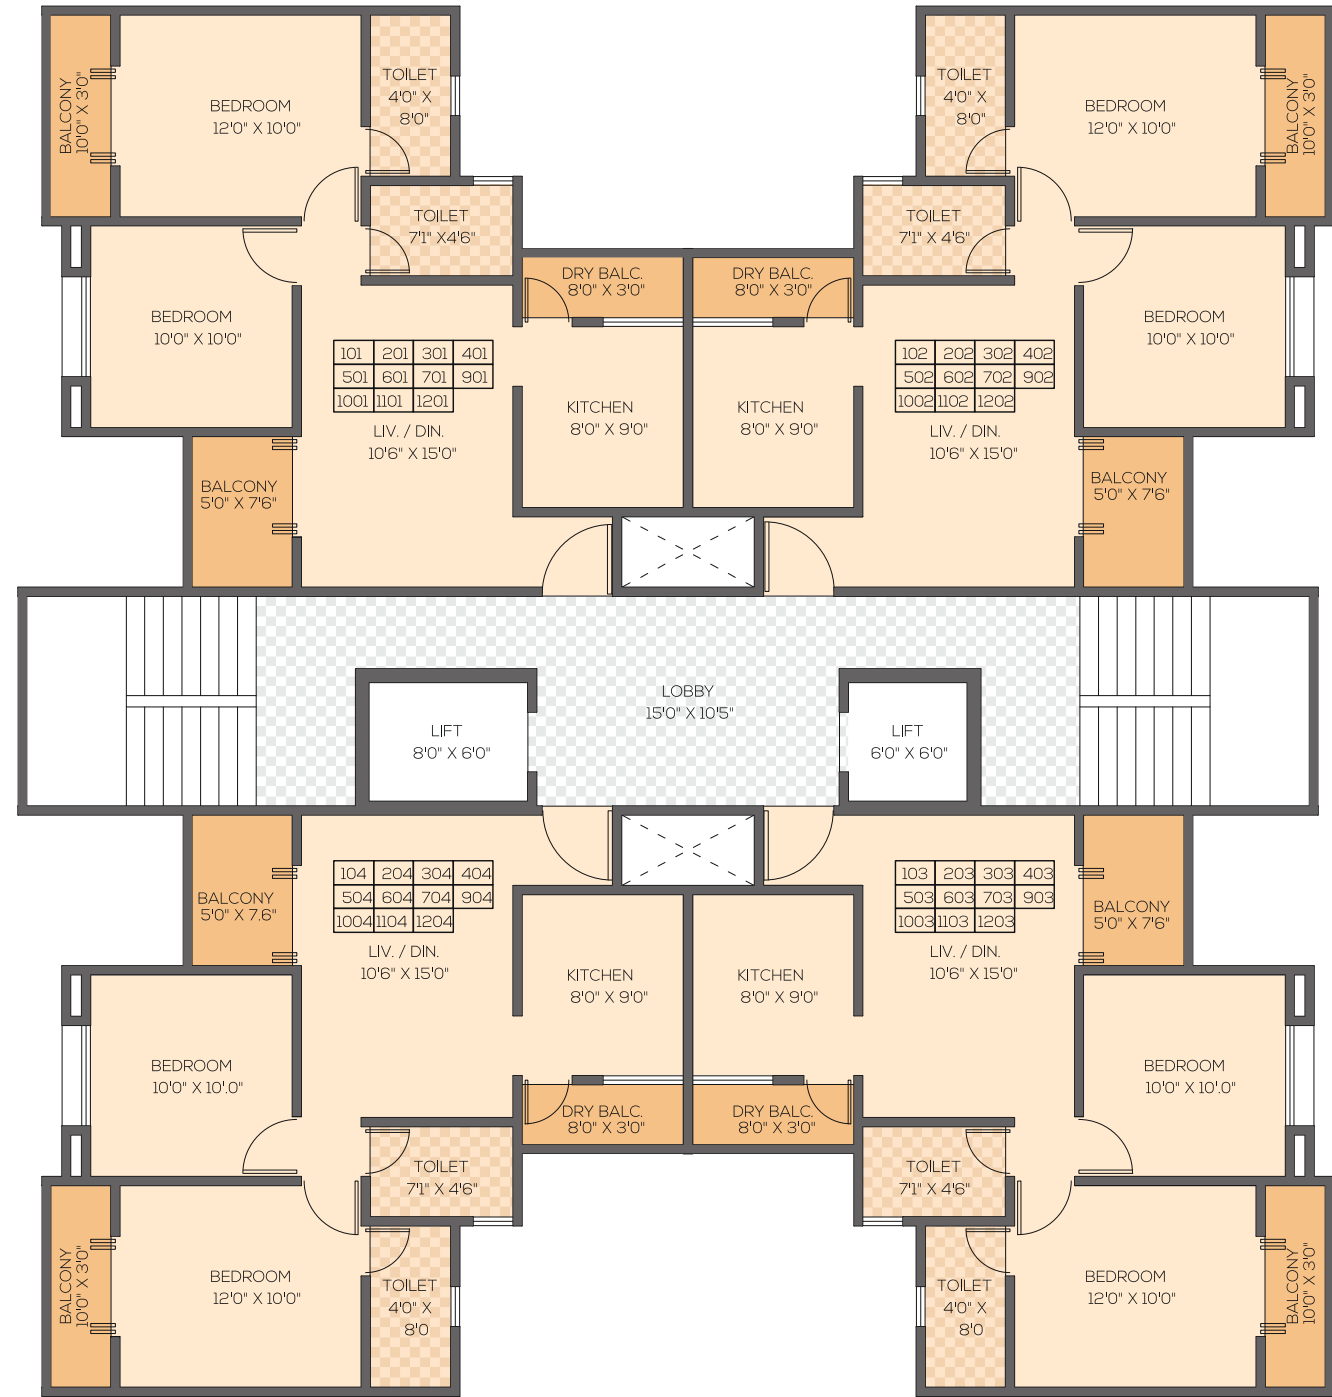 BALCONY
10'0" X 3'0"
BEDROOM
12'0" X 10'0"
TOILET
4'0" X
8'0"
TOILET
4'0" X
8'0"
BEDROOM
12'0" X 10'0"
BALCONY
10'0" X 3'0"
TOILET
7'1" X4'6"
TOILET
7'1" X 4'6"
BEDROOM
10'0" X 10'0"
DRY BALC.
8'0" X 3'0"
DRY BALC.
8'0" X 3'0"
BEDROOM
10'0" X 10'0"
101 201 301 401
501 601 701 901
1001 1101 1201
LIV. / DIN.
10'6" X 15'0"
KITCHEN
8'0" X 9'0"
KITCHEN
8'0" X 9'0"
102 202 302 402
502 602 702 902
1002 1102 1202
LIV. / DIN.
10'6" X 15'0"
BALCONY
5'0" X 7'6"
BALCONY
5'0" X 7'6"
LOBBY
15'0" X 10'5"
LIFT
8'0" X 6'0"
LIFT
6'0" X 6'0"
BALCONY
5'0" X 7.6"
104 204 304 404
504 604 704 904
1004 1104 1204
LIV. / DIN.
10'6" X 15'0"
KITCHEN
8'0" X 9'0"
KITCHEN
8'0" X 9'0"
103 203 303 403
503 603 703 903
1003 1103 1203
LIV. / DIN.
10'6" X 15'0"
BALCONY
5'0" X 7'6"
BEDROOM
10'0" X 10'.0"
DRY BALC.
8'0" X 3'0"
DRY BALC.
8'0" X 3'0"
BEDROOM
10'0" X 10'.0"
TOILET
7'1" X 4'6"
TOILET
7'1" X 4'6"
BALCONY
10'0" X 3'0"
BEDROOM
12'0" X 10'0"
TOILET
4'0" X
8'0
TOILET
4'0" X
8'0
BEDROOM
12'0" X 10'0"
BALCONY
10'0" X 3'0"